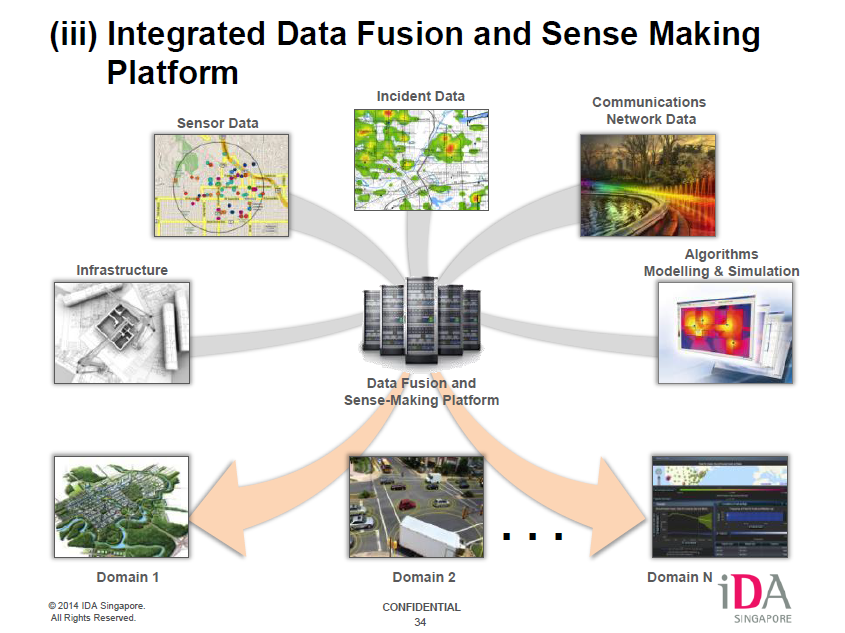 (iii) Integrated Data Fusion and Sense Making
Platform
Incident Data
Sensor Data
Communications
Network Data
Infrastructure
Algorithms
Modelling & Simulation
Data Fusion and
Sense-Making Platform
. . .
Domain 1
Domain 2
Domain N
iDA
SINGAPORE
© 2014 IDA Singapore.
All Rights Reserved.
CONFIDENTIAL
34